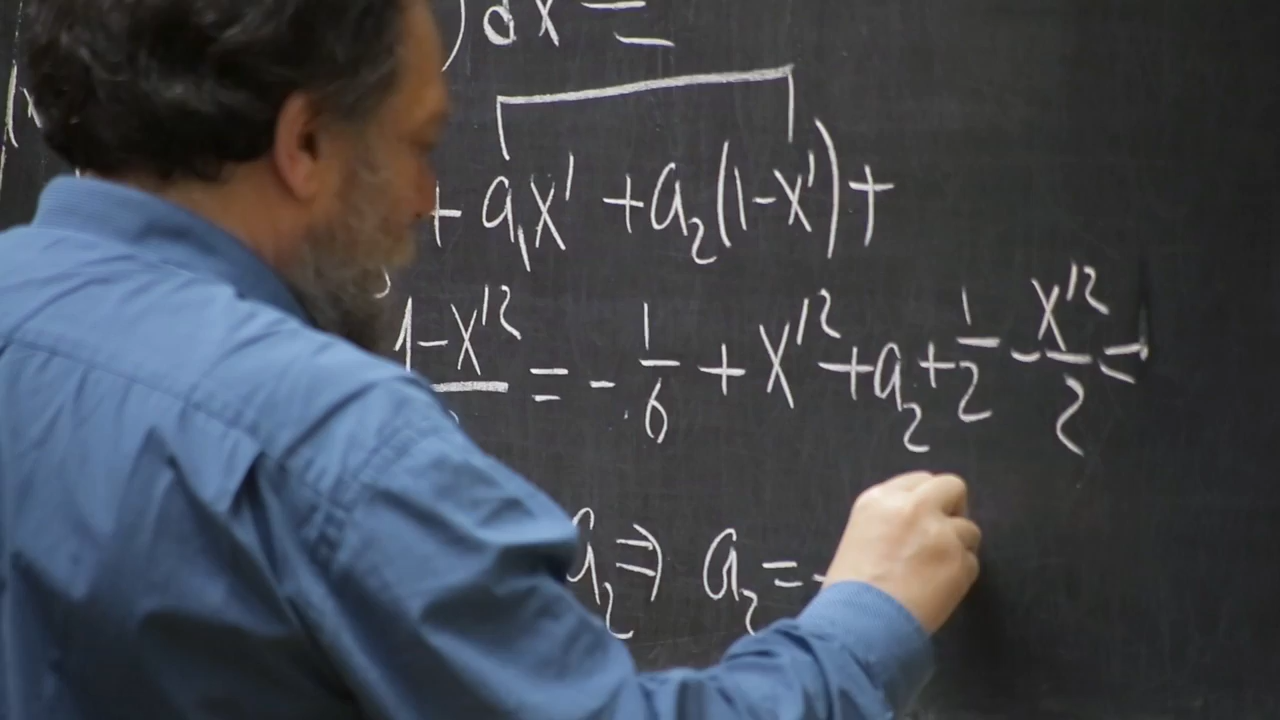 )dx =
+ a₁x' + a₂(1-x') +
1-x'² = - 1/6 + x'² + a₂ + 1/2 - x'²/2 =
a₂ ⇒ a₂ = -